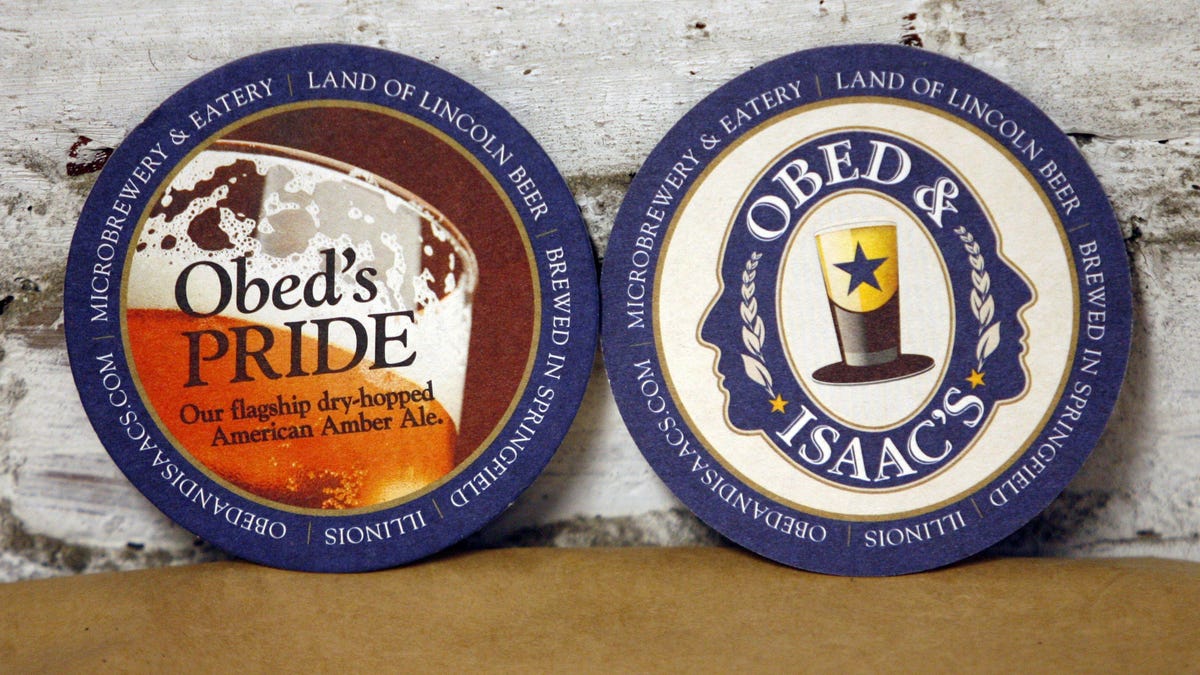 MICROBREWERY & EATERY | LAND OF LINCOLN BEER | BREWED IN SPRINGFIELD | ILLINOIS | OBEDANDISAACS.COM |
Obed's
PRIDE
Our flagship dry-hopped
American Amber Ale.
MICROBREWERY & EATERY | LAND OF LINCOLN BEER | BREWED IN SPRINGFIELD | ILLINOIS | OBEDANDISAACS.COM |
OBED &
ISAAC'S